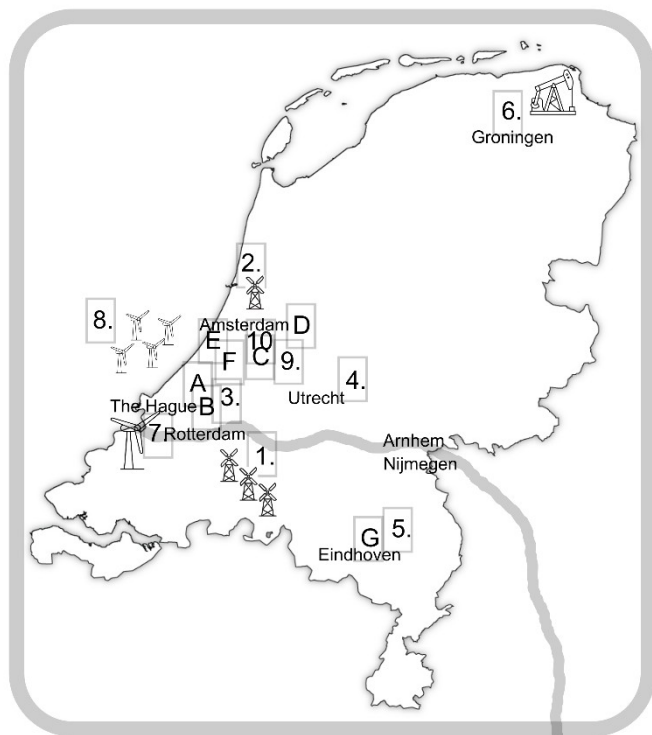 6.
Groningen
2.
8.
Amsterdam
D
E
10
C
F
9.
A
4.
The Hague
B
3.
Utrecht
7
Rotterdam
1.
Arnhem
Nijmegen
5.
G
Eindhoven